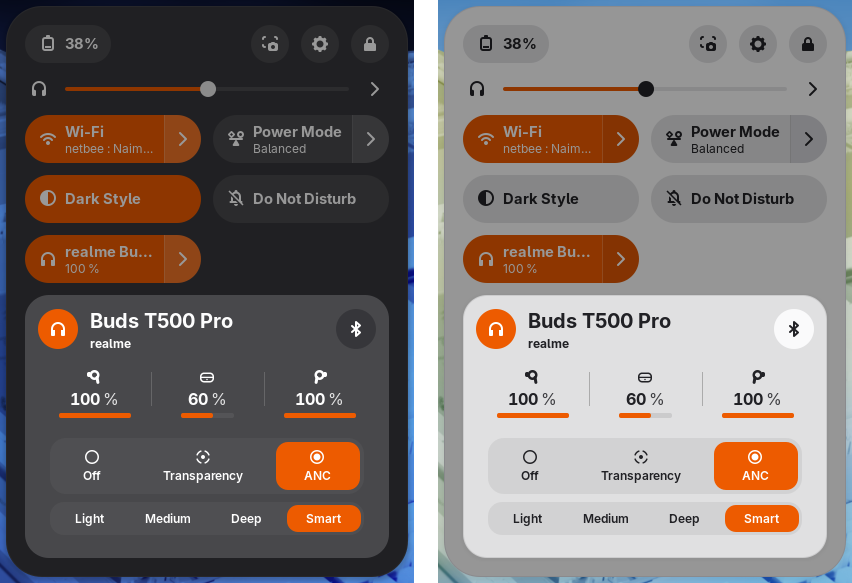 38%
Wi-Fi
netbee : Naim...
Power Mode
Balanced
Dark Style
Do Not Disturb
realme Bu...
100 %
Buds T500 Pro
realme
100 %
60 %
100 %
Off
Transparency
ANC
Light
Medium
Deep
Smart
38%
Wi-Fi
netbee : Naim...
Power Mode
Balanced
Dark Style
Do Not Disturb
realme Bu...
100 %
Buds T500 Pro
realme
100 %
60 %
100 %
Off
Transparency
ANC
Light
Medium
Deep
Smart